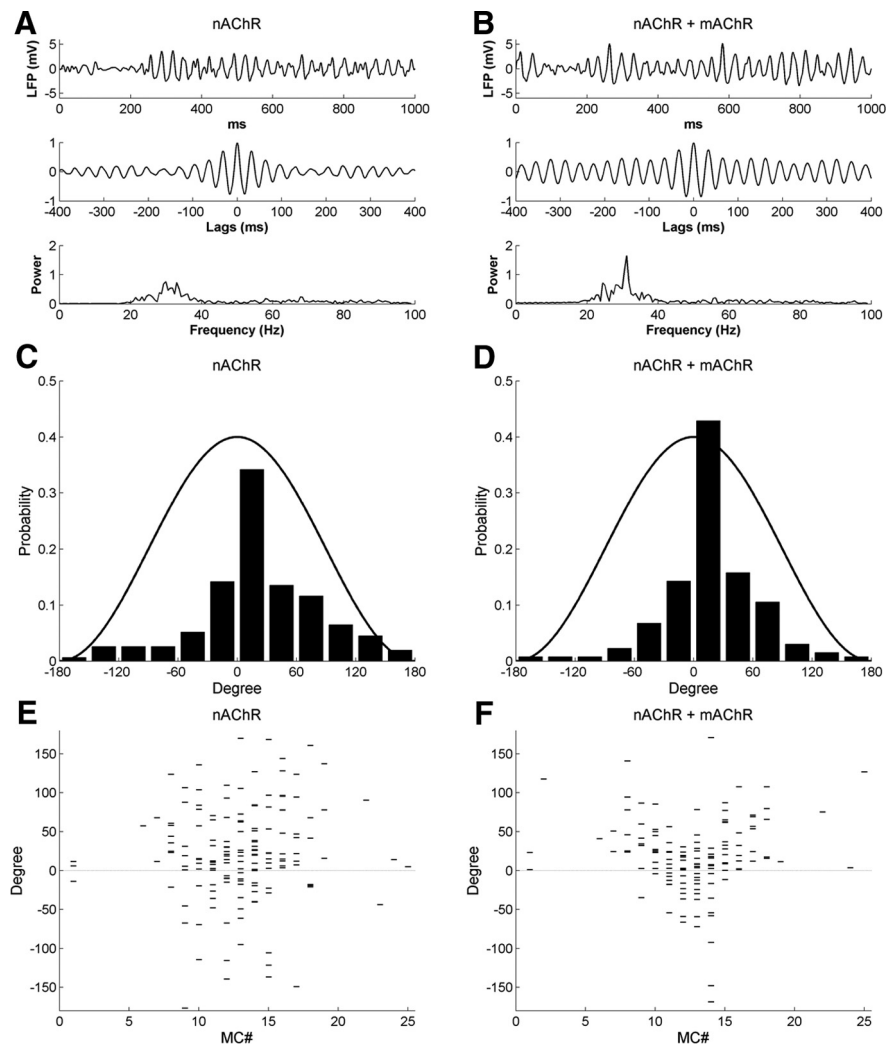 A
nAChR
LFP (mV)
5
0
-5
0 200 400 600 800 1000
ms
1
0
1
-400 -300 -200 -100 0 100 200 300 400
Lags (ms)
Power
2
1
0
0 20 40 60 80 100
Frequency (Hz)
B
nAChR + mAChR
LFP (mV)
5
0
-5
0 200 400 600 800 1000
ms
1
0
-1
-400 -300 -200 -100 0 100 200 300 400
Lags (ms)
Power
2
1
0
0 20 40 60 80 100
Frequency (Hz)
C
nAChR
Probability
0.5
0.4
0.3
0.2
0.1
0
-180 -120 -60 0 60 120 180
Degree
D
nAChR + mAChR
Probability
0.5
0.4
0.3
0.2
0.1
0
-180 -120 -60 0 60 120 180
Degree
E
nAChR
Degree
150
100
50
0
-50
-100
-150
0 5 10 15 20 25
MC#
F
nAChR + mAChR
Degree
150
100
50
0
-50
-100
-150
0 5 10 15 20 25
MC#